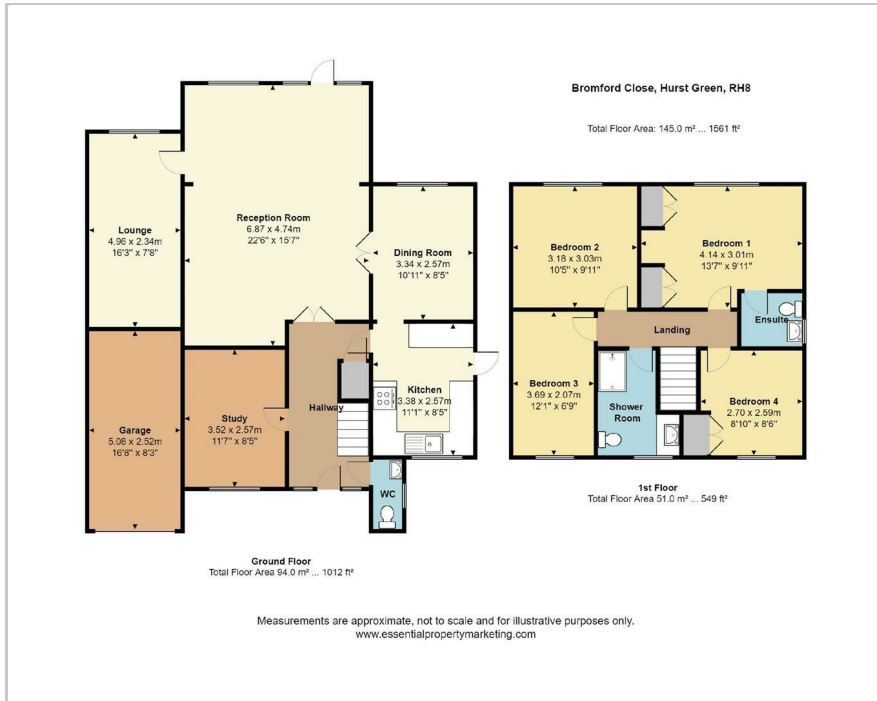 Bromford Close, Hurst Green, RH8
Total Floor Area: 145.0 m² ... 1561 ft²
Lounge
4.96 x 2.34m
16'3" x 7'8"
Reception Room
6.87 x 4.74m
22'6" x 15'7"
Dining Room
3.34 x 2.57m
10'11" x 8'5"
Kitchen
3.38 x 2.57m
11'1" x 8'5"
Hallway
Study
3.52 x 2.57m
11'7" x 8'5"
Garage
5.08 x 2.52m
16'8" x 8'3"
WC
Ground Floor
Total Floor Area 94.0 m² ... 1012 ft²
Bedroom 2
3.18 x 3.03m
10'5" x 9'11"
Bedroom 1
4.14 x 3.01m
13'7" x 9'11"
Ensuite
Landing
Bedroom 3
3.69 x 2.07m
12'1" x 6'9"
Shower
Room
Bedroom 4
2.70 x 2.59m
8'10" x 8'6"
1st Floor
Total Floor Area 51.0 m² ... 549 ft²
Measurements are approximate, not to scale and for illustrative purposes only.
www.essentialpropertymarketing.com